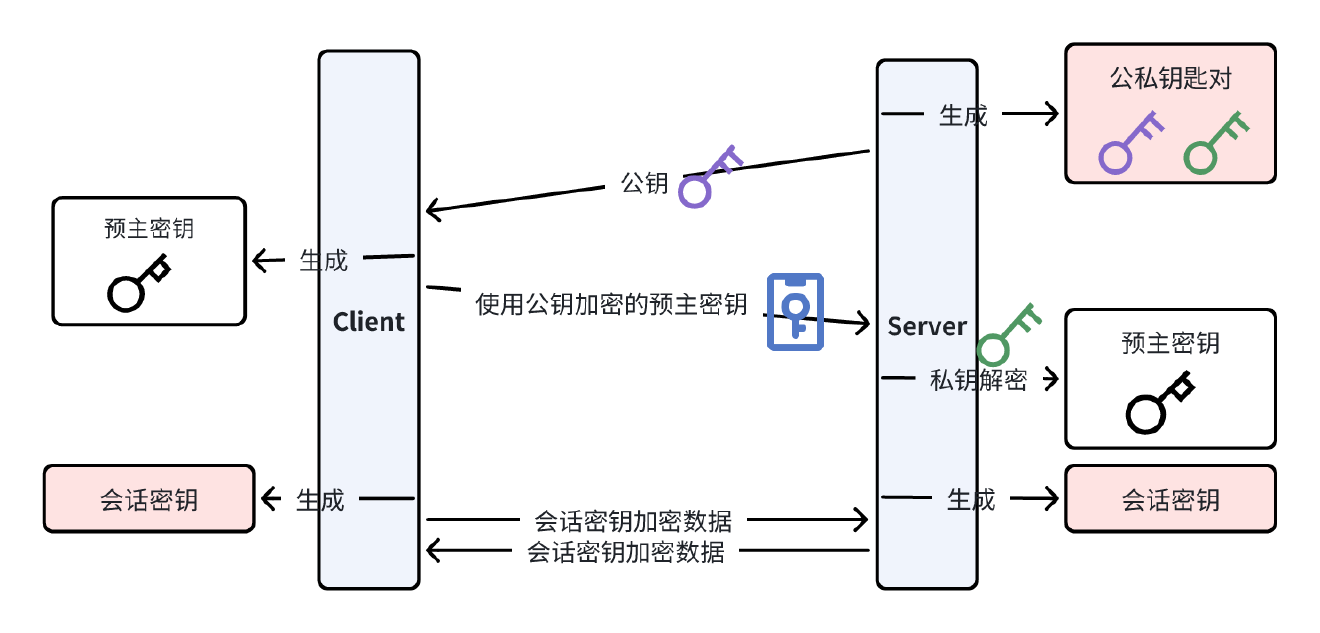 公私钥匙对
生成
公钥
预主密钥
生成
使用公钥加密的预主密钥
Client
Server
预主密钥
私钥解密
会话密钥
生成
生成
会话密钥
会话密钥加密数据
会话密钥加密数据